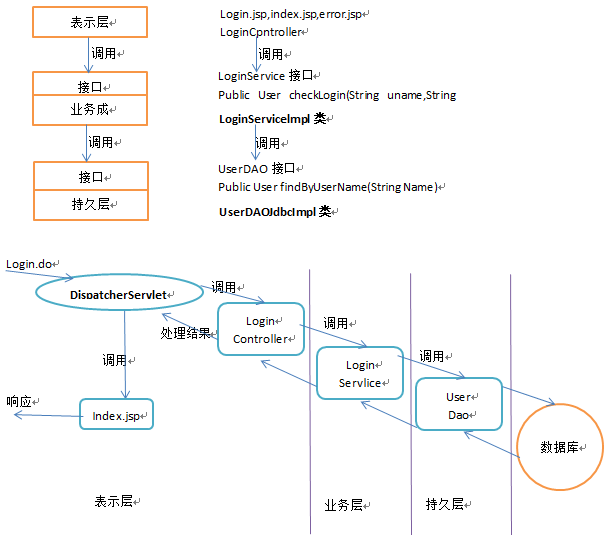 表示层
Login.jsp,index.jsp,error.jsp
LoginController
调用
调用
接口
LoginService 接口
业务成
Public User checkLogin(String uname,String
LoginServiceImpl 类
调用
调用
接口
UserDAO 接口
Public User findByUserName(String Name)
持久层
UserDAOJdbcImpl 类
Login.do
DispatcherServlet
调用
处理结果
Login
Controller
调用
Login
Servlice
调用
User
Dao
数据库
调用
响应
Index.jsp
表示层
业务层
持久层